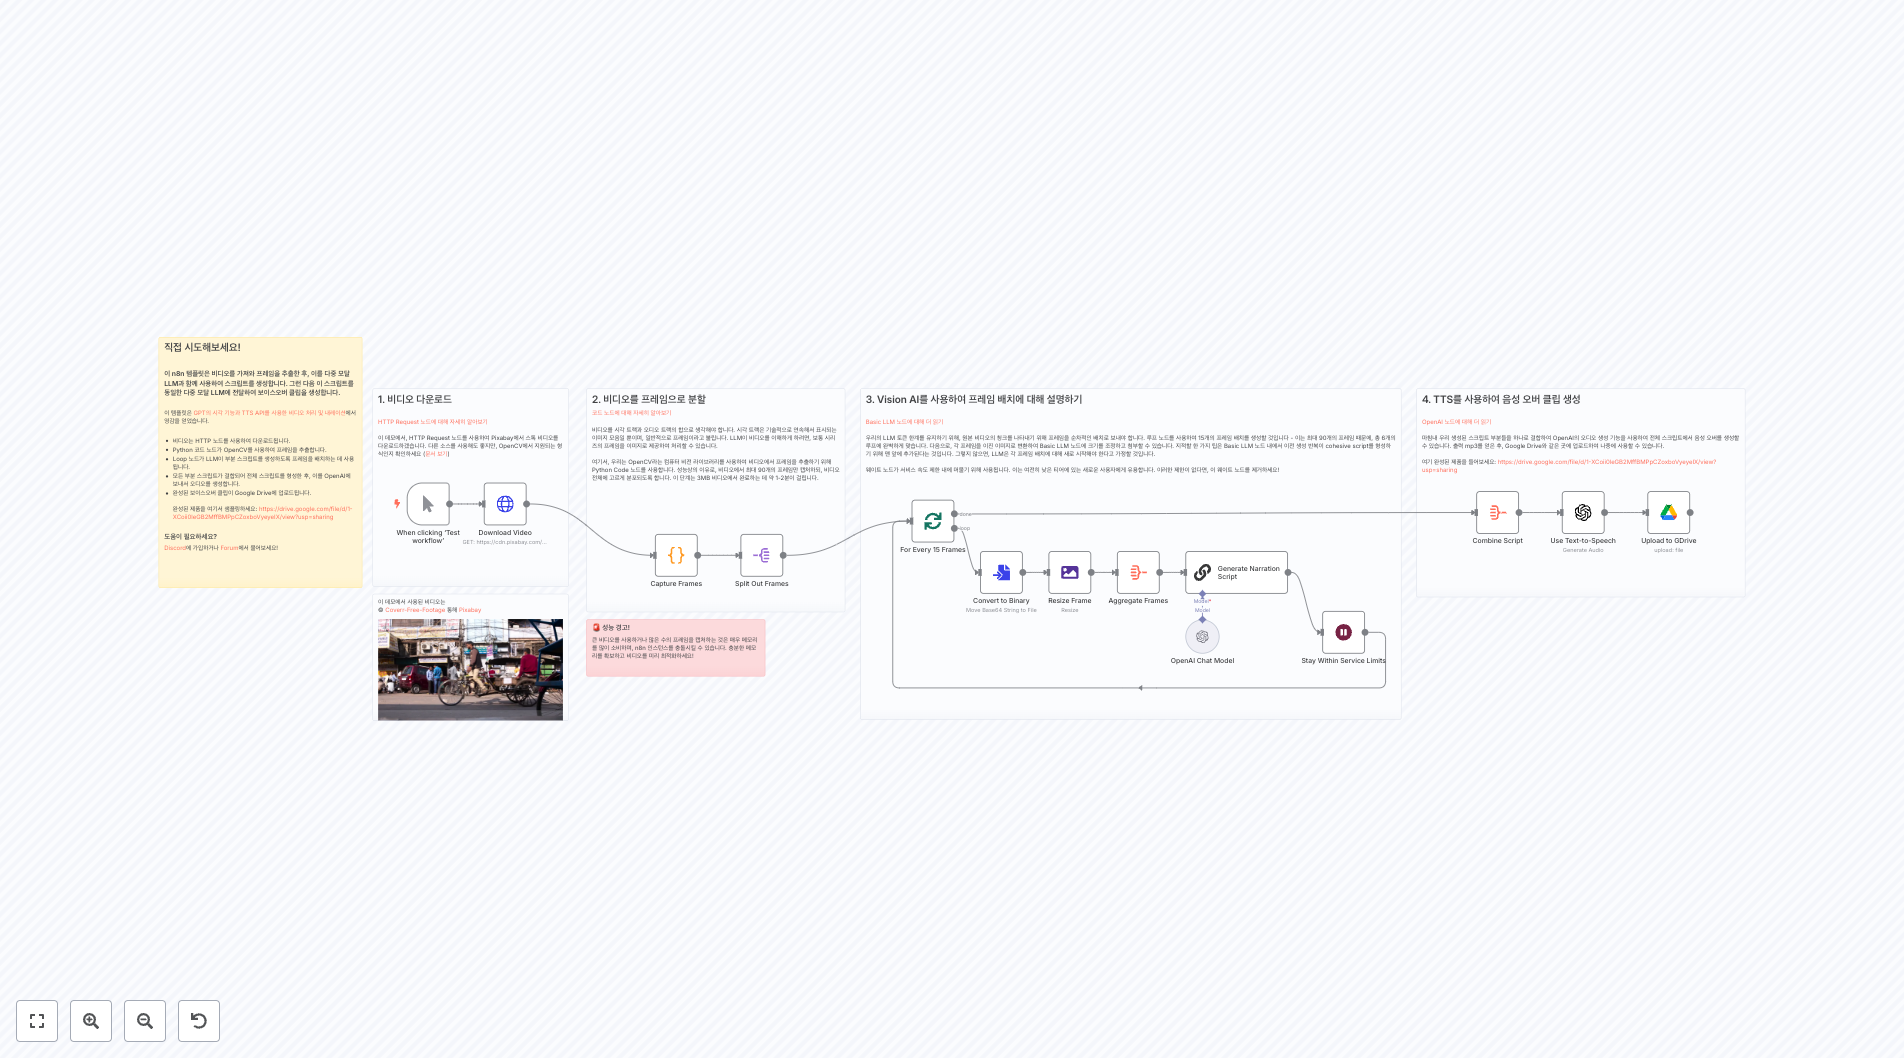 직접 시도해보세요!
이 n8n 템플릿은 비디오를 가져와 프레임을 추출한 후, 이를 다중 모달
LLM과 함께 사용하여 스크립트를 생성합니다. 그런 다음 이 스크립트를
동일한 다중 모달 LLM에 전달하여 보이스오버 클립을 생성합니다.
이 템플릿은 GPT의 시각 기능과 TTS API를 사용한 비디오 처리 및 내레이션에서
영감을 얻었습니다.
비디오는 HTTP 노드를 사용하여 다운로드됩니다.
Python 코드 노드가 OpenCV를 사용하여 프레임을 추출합니다.
Loop 노드가 LLM이 부분 스크립트를 생성하도록 프레임을 배치하는 데 사용
됩니다.
모든 부분 스크립트가 결합되어 전체 스크립트를 형성한 후, 이를 OpenAI에
보내서 오디오를 생성합니다.
완성된 보이스오버 클립이 Google Drive에 업로드됩니다.
완성된 제품을 여기서 샘플링하세요: https://drive.google.com/file/d/1-
XCoi0IeGB2MffBMPpCZoxboVyeyeIX/view?usp=sharing
도움이 필요하세요?
Discord에 가입하거나 Forum에서 물어보세요!
1. 비디오 다운로드
HTTP Request 노드에 대해 자세히 알아보기
이 데모에서, HTTP Request 노드를 사용하여 Pixabay에서 스톡 비디오를
다운로드하겠습니다. 다른 소스를 사용해도 좋지만, OpenCV에서 지원되는 형
식인지 확인하세요 (문서 보기)
When clicking 'Test
workflow'
Download Video
GET: https://cdn.pixabay.com/...
이 데모에서 사용된 비디오는
© Coverr-Free-Footage 통해 Pixabay
2. 비디오를 프레임으로 분할
코드 노드에 대해 자세히 알아보기
비디오를 시각 트랙과 오디오 트랙의 합으로 생각해야 합니다. 시각 트랙은 기술적으로 연속해서 표시되는
이미지 모음일 뿐이며, 일반적으로 프레임이라고 불립니다. LLM이 비디오를 이해하게 하려면, 보통 시리
즈의 프레임을 이미지로 제공하여 처리할 수 있습니다.
여기서, 우리는 OpenCV라는 컴퓨터 비전 라이브러리를 사용하여 비디오에서 프레임을 추출하기 위해
Python Code 노드를 사용합니다. 성능상의 이유로, 비디오에서 최대 90개의 프레임만 캡처하되, 비디오
전체에 고르게 분포되도록 합니다. 이 단계는 3MB 비디오에서 완료하는 데 약 1-2분이 걸립니다.
Capture Frames
Split Out Frames
🚨 성능 경고!
큰 비디오를 사용하거나 많은 수의 프레임을 캡처하는 것은 매우 메모리
를 많이 소비하며, n8n 인스턴스를 충돌시킬 수 있습니다. 충분한 메모
리를 확보하고 비디오를 미리 최적화하세요!
3. Vision AI를 사용하여 프레임 배치에 대해 설명하기
Basic LLM 노드에 대해 더 읽기
우리의 LLM 토큰 한계를 유지하기 위해, 원본 비디오의 청크를 나타내기 위해 프레임을 순차적인 배치로 보내야 합니다. 루프 노드를 사용하여 15개의 프레임 배치를 생성할 것입니다 - 이는 최대 90개의 프레임 때문에, 총 6개의
루프에 완벽하게 맞습니다. 다음으로, 각 프레임을 이진 이미지로 변환하여 Basic LLM 노드에 크기를 조정하고 첨부할 수 있습니다. 지적할 한 가지 팁은 Basic LLM 노드 내에서 이전 생성 반복이 cohesive script를 형성하
기 위해 맨 앞에 추가된다는 것입니다. 그렇지 않으면, LLM은 각 프레임 배치에 대해 새로 시작해야 한다고 가정할 것입니다.
웨이트 노드가 서비스 속도 제한 내에 머물기 위해 사용됩니다. 이는 여전히 낮은 티어에 있는 새로운 사용자에게 유용합니다. 이러한 제한이 없다면, 이 웨이트 노드를 제거하세요!
For Every 15 Frames
done
loop
Convert to Binary
Move Base64 String to File
Resize Frame
Resize
Aggregate Frames
Generate Narration
Script
Model*
Model
OpenAI Chat Model
Stay Within Service Limits
4. TTS를 사용하여 음성 오버 클립 생성
OpenAI 노드에 대해 더 읽기
마침내 우리 생성된 스크립트 부분들을 하나로 결합하여 OpenAI의 오디오 생성 기능을 사용하여 전체 스크립트에서 음성 오버를 생성할
수 있습니다. 출력 mp3를 얻은 후, Google Drive와 같은 곳에 업로드하여 나중에 사용할 수 있습니다.
여기 완성된 제품을 들어보세요: https://drive.google.com/file/d/1-XCoi0IeGB2MffBMPpCZoxboVyeyeIX/view?
usp=sharing
Combine Script
Use Text-to-Speech
Generate Audio
Upload to GDrive
upload: file